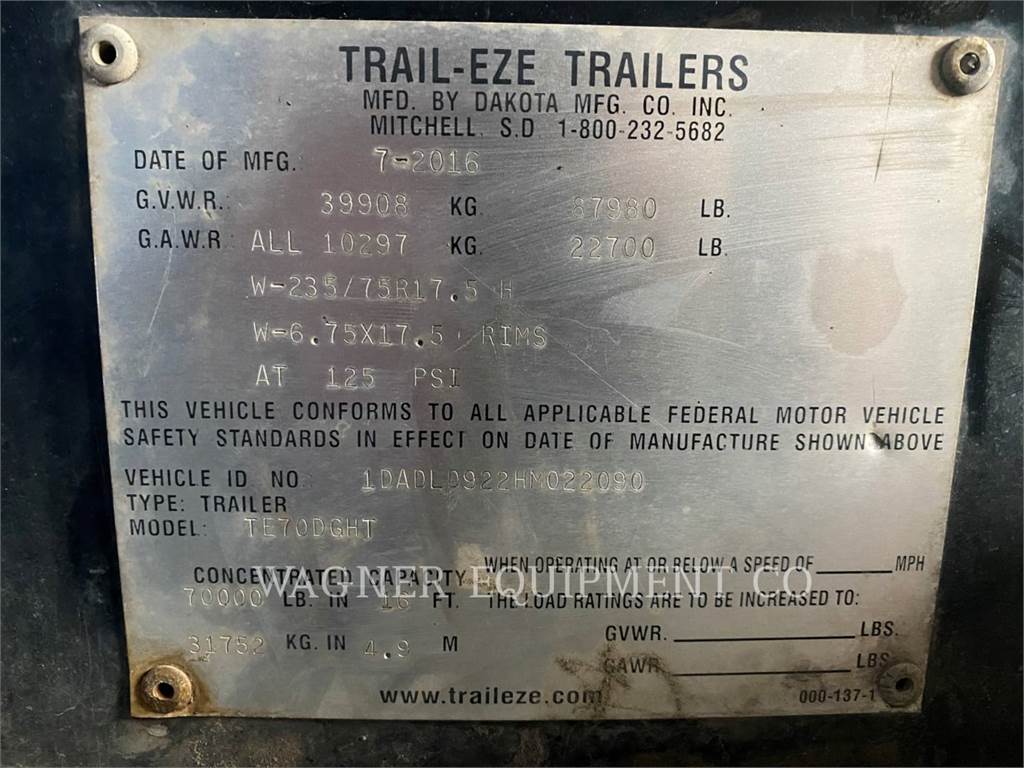 TRAIL-EZE TRAILERS
MFD. BY DAKOTA MFG. CO. INC.
MITCHELL S.D 1-800-232-5682
DATE OF MFG. 7-2016
G.V.W.R.: 39908 KG. 87980 LB.
G.A.W.R.: ALL 10297 KG. 22700 LB.
W-235/75R17.5 H
W-6.75X17.5 RIMS
AT 125 PSI
THIS VEHICLE CONFORMS TO ALL APPLICABLE FEDERAL MOTOR VEHICLE
SAFETY STANDARDS IN EFFECT ON DATE OF MANUFACTURE SHOWN ABOVE
VEHICLE ID NO.: 1DADL0922HM022090
TYPE: TRAILER
MODEL: TE70DGHT
CONCENTRATED CAPACITY WHEN OPERATING AT OR BELOW A SPEED OF ______ MPH
WAGNER EQUIPMENT CO
70000 LB. IN 16 FT. THE LOAD RATINGS ARE TO BE INCREASED TO:
31752 KG. IN 4.9 M GVWR. ______ LBS.
GAWR. ______ LBS.
www.traileze.com 000-137-1